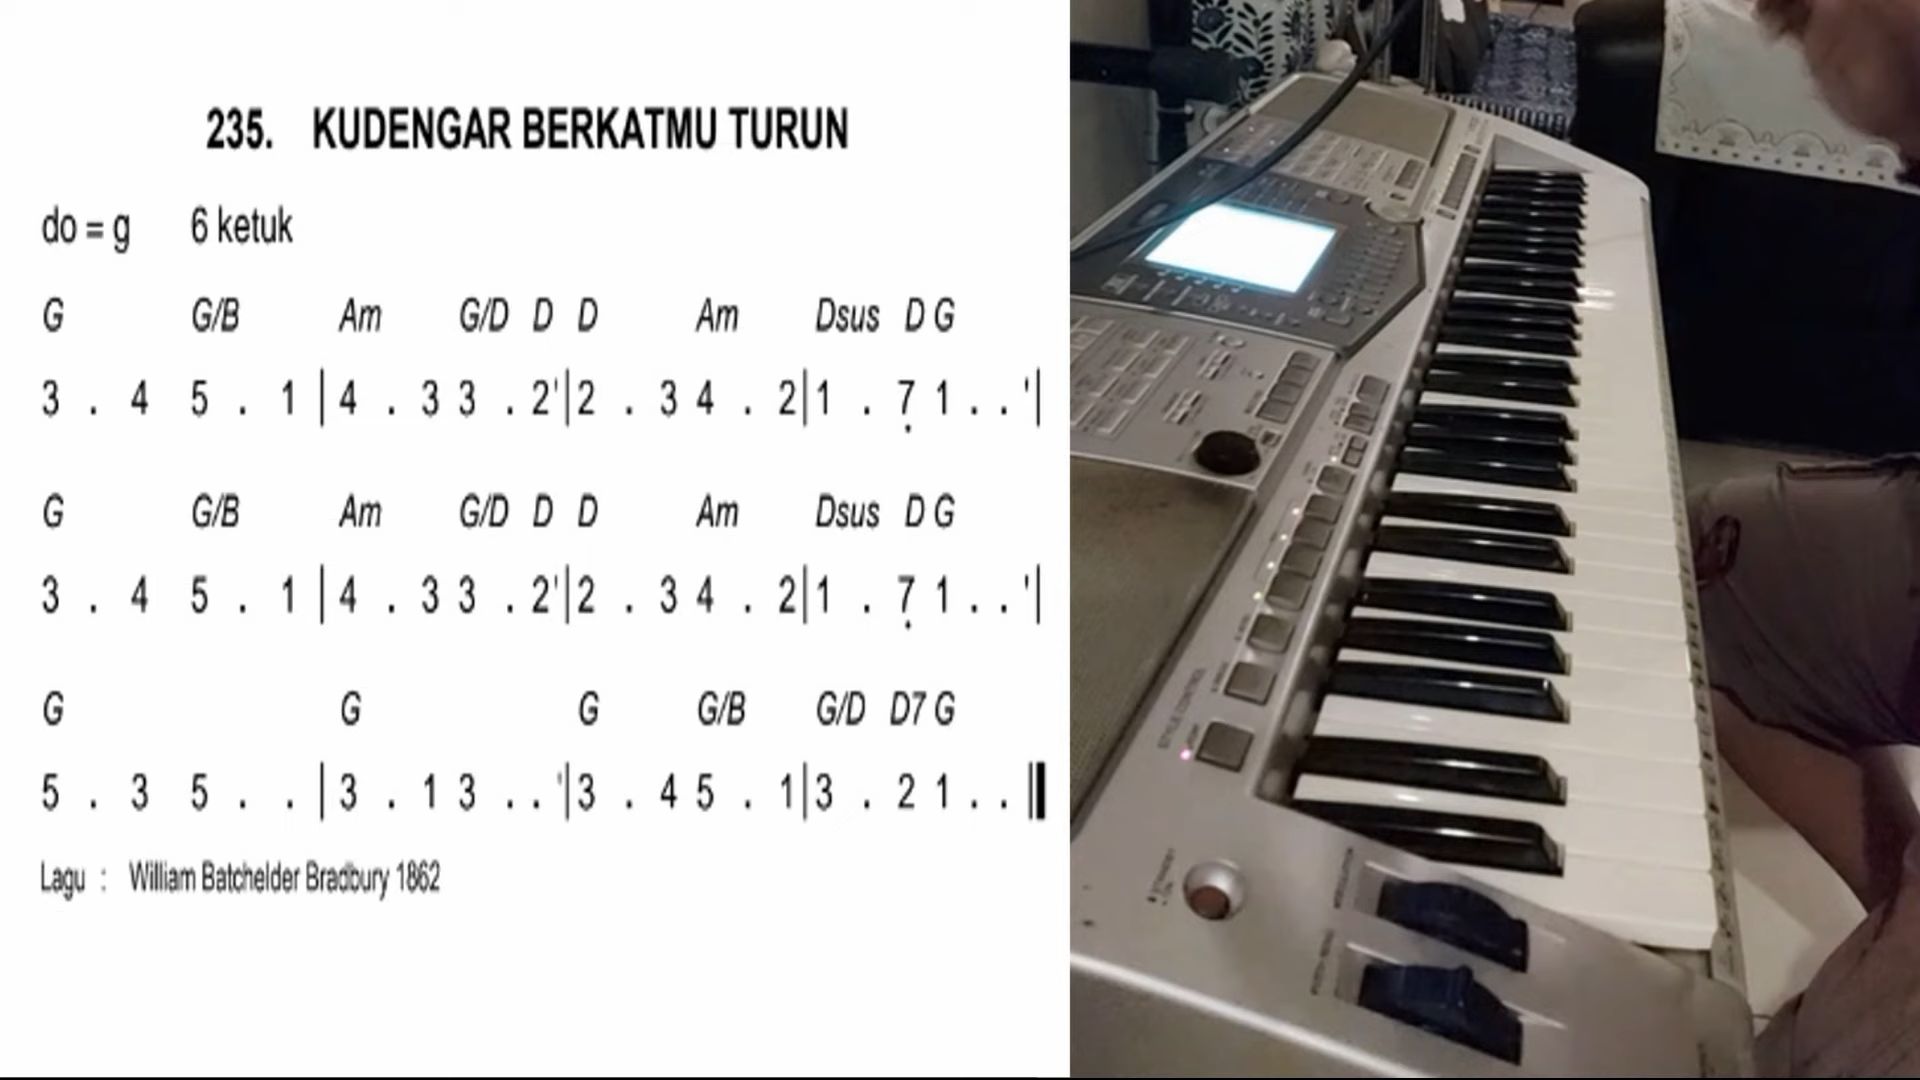 235. KUDENGAR BERKATMU TURUN
do = g 6 ketuk
G G/B Am G/D D D Am Dsus D G
3 . 4 5 . 1 | 4 . 3 3 . 2' | 2 . 3 4 . 2 | 1 . 7̣ 1 . . ' |
G G/B Am G/D D D Am Dsus D G
3 . 4 5 . 1 | 4 . 3 3 . 2' | 2 . 3 4 . 2 | 1 . 7̣ 1 . . ' |
G G G G/B G/D D7 G
5 . 3 5 . . | 3 . 1 3 . . ' | 3 . 4 5 . 1 | 3 . 2 1 . . ||
Lagu : William Batchelder Bradbury 1862